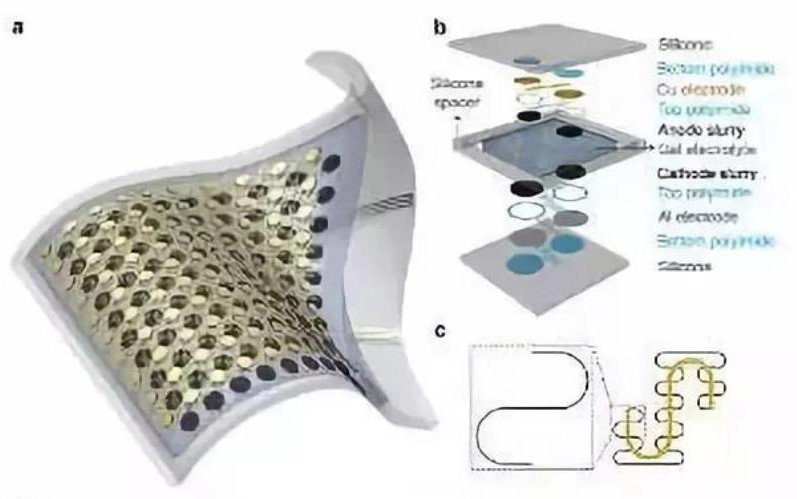 a
b
Silicone
Bottom polyimide
Cu electrode
Top polyimide
Silicone
spacer
Anode slurry
Gel electrolyte
Cathode slurry
Top polyimide
Al electrode
Bottom polyimide
Silicone
c